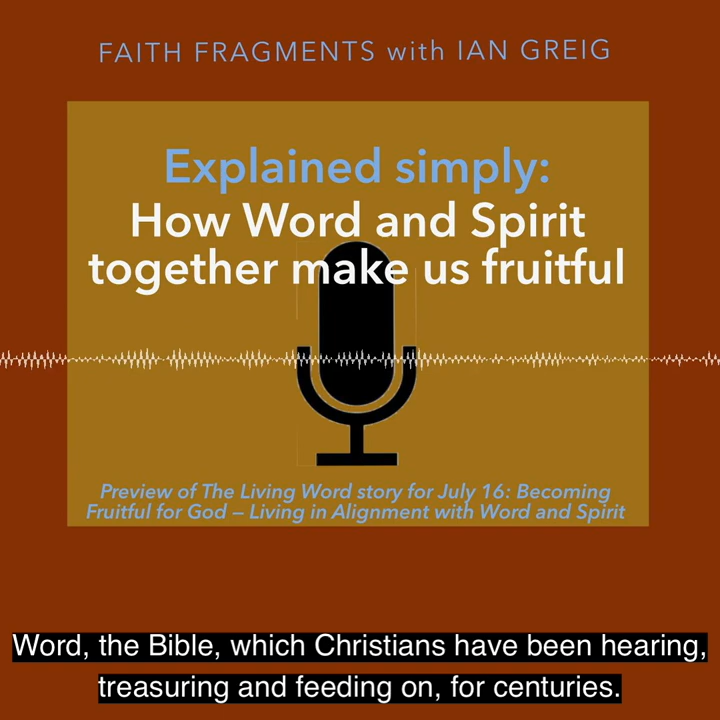 FAITH FRAGMENTS with IAN GREIG
Explained simply:
How Word and Spirit
together make us fruitful
Preview of The Living Word story for July 16: Becoming
Fruitful for God — Living in Alignment with Word and Spirit
Word, the Bible, which Christians have been hearing,
treasuring and feeding on, for centuries.